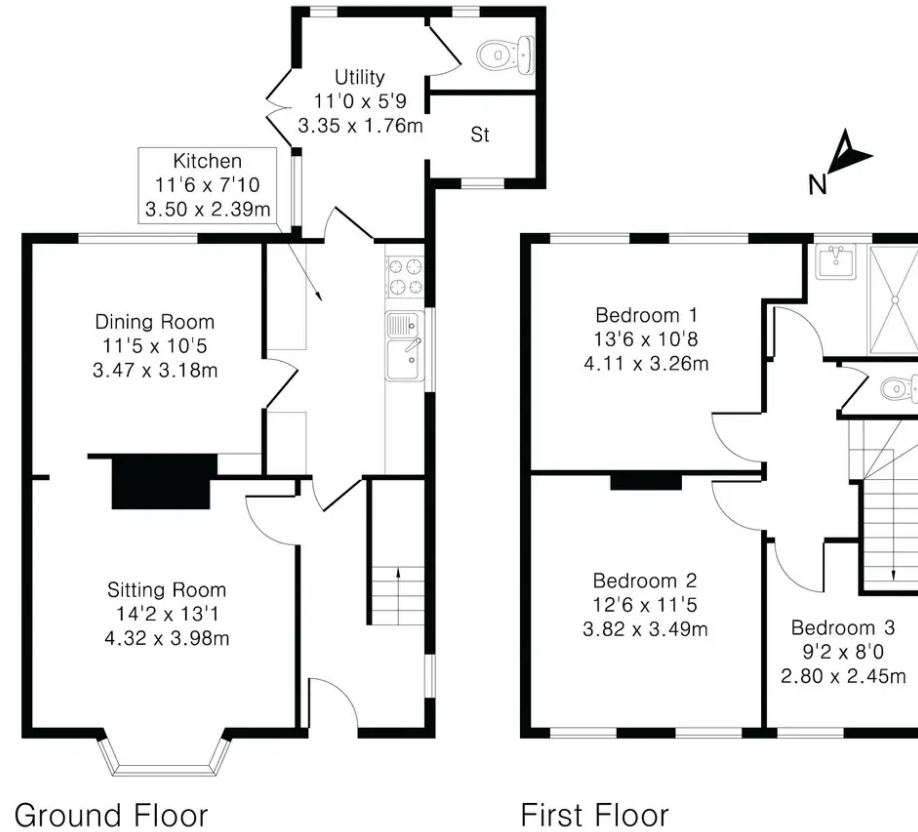 Utility
11'0 x 5'9
3.35 x 1.76m
St
Kitchen
11'6 x 7'10
3.50 x 2.39m
N
Dining Room
11'5 x 10'5
3.47 x 3.18m
Bedroom 1
13'6 x 10'8
4.11 x 3.26m
Sitting Room
14'2 x 13'1
4.32 x 3.98m
Bedroom 2
12'6 x 11'5
3.82 x 3.49m
Bedroom 3
9'2 x 8'0
2.80 x 2.45m
Ground Floor
First Floor